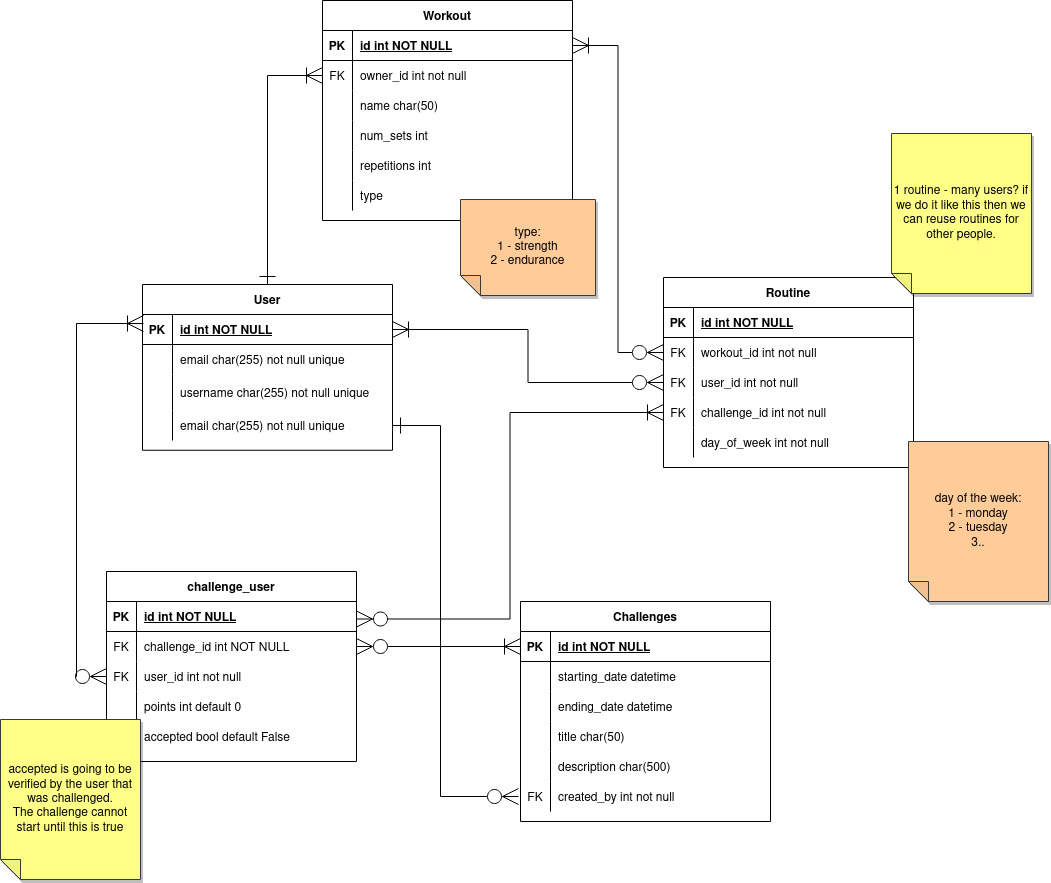 Workout
PK id int NOT NULL
FK owner_id int not null
name char(50)
num_sets int
repetitions int
type
type:
1 - strength
2 - endurance
1 routine - many users? if
we do it like this then we
can reuse routines for
other people.
User
PK id int NOT NULL
email char(255) not null unique
username char(255) not null unique
email char(255) not null unique
Routine
PK id int NOT NULL
FK workout_id int not null
FK user_id int not null
FK challenge_id int not null
day_of_week int not null
day of the week:
1 - monday
2 - tuesday
3..
challenge_user
PK id int NOT NULL
FK challenge_id int NOT NULL
FK user_id int not null
points int default 0
accepted bool default False
accepted is going to be
verified by the user that
was challenged.
The challenge cannot
start until this is true
Challenges
PK id int NOT NULL
starting_date datetime
ending_date datetime
title char(50)
description char(500)
FK created_by int not null